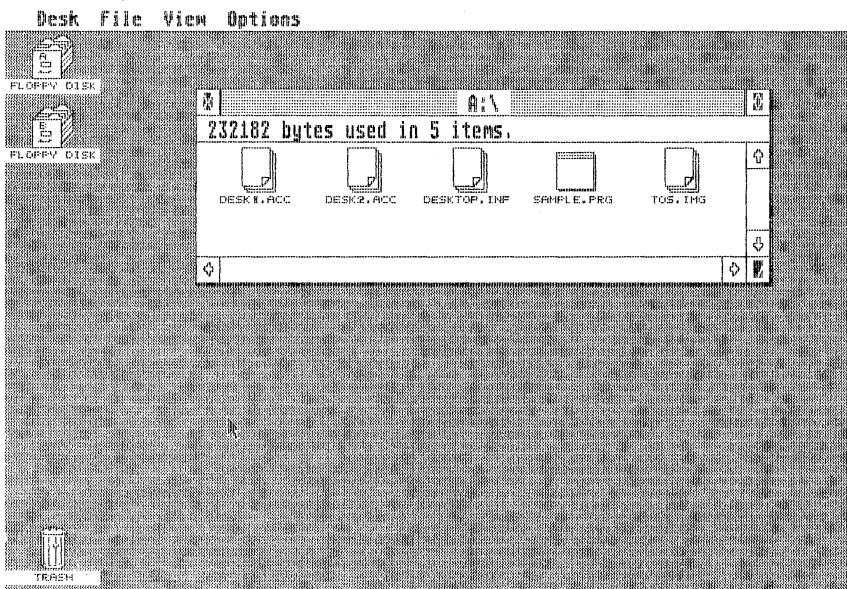 Desk File View Options
A
FLOPPY DISK
B
FLOPPY DISK
A:\
232182 bytes used in 5 items.
DESK1.ACC DESK2.ACC DESKTOP.INF SAMPLE.PRG TOS.IMG
TRASH